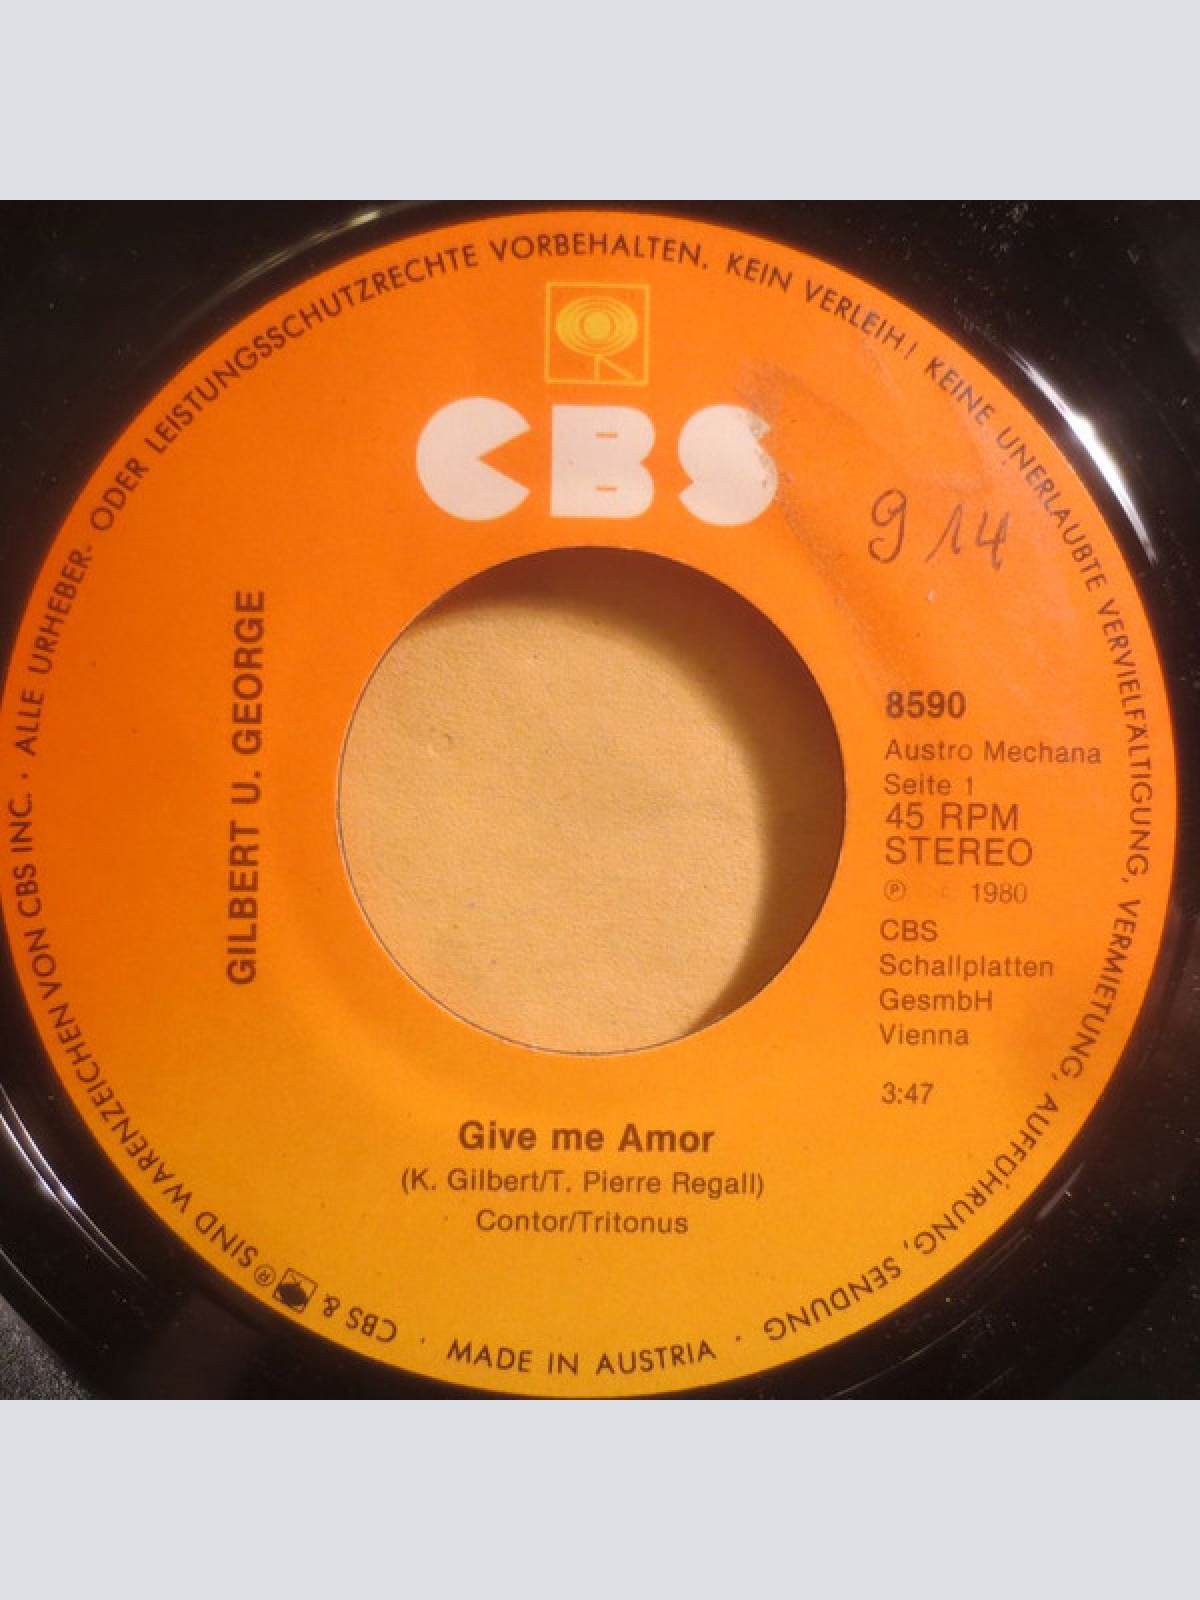 ALLE URHEBER- ODER LEISTUNGSSCHUTZRECHTE VORBEHALTEN. KEIN VERLEIH! KEINE UNERLAUBTE VERVIELFÄLTIGUNG, VERMIETUNG, AUFFÜHRUNG, SENDUNG · MADE IN AUSTRIA · CBS & ® SIND WARENZEICHEN VON CBS INC. ·
CBS
914
GILBERT U. GEORGE
8590
Austro Mechana
Seite 1
45 RPM
STEREO
℗ 1980
CBS
Schallplatten
GesmbH
Vienna
3:47
Give me Amor
(K. Gilbert/T. Pierre Regall)
Contor/Tritonus